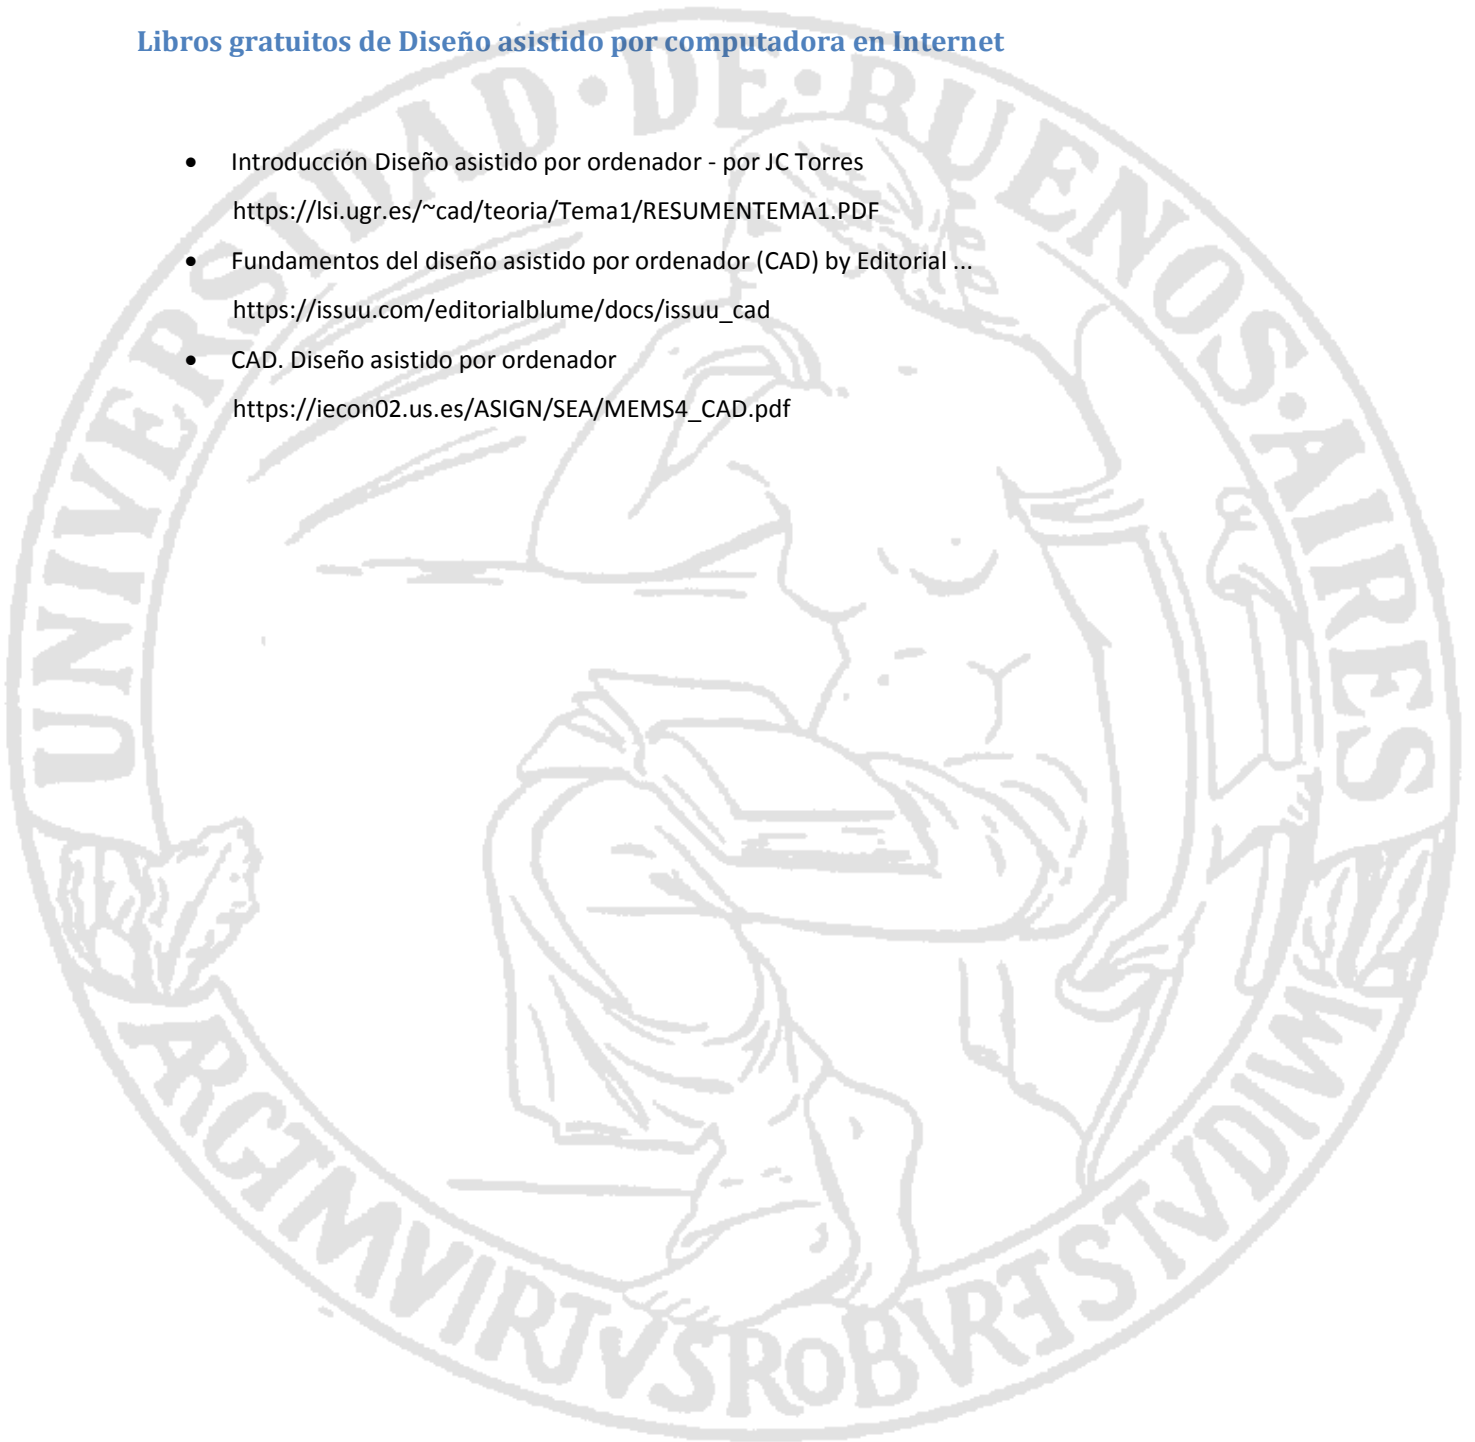 Libros gratuitos de Diseño asistido por computadora en Internet
• Introducción Diseño asistido por ordenador - por JC Torres
https://lsi.ugr.es/~cad/teoria/Tema1/RESUMENTEMA1.PDF
• Fundamentos del diseño asistido por ordenador (CAD) by Editorial ...
https://issuu.com/editorialblume/docs/issuu_cad
• CAD. Diseño asistido por ordenador
https://iecon02.us.es/ASIGN/SEA/MEMS4_CAD.pdf
UNIVERSIDAD·DE·BUENOS·AIRES
ARGTMVIRTVSROBVRETSTVDIVM